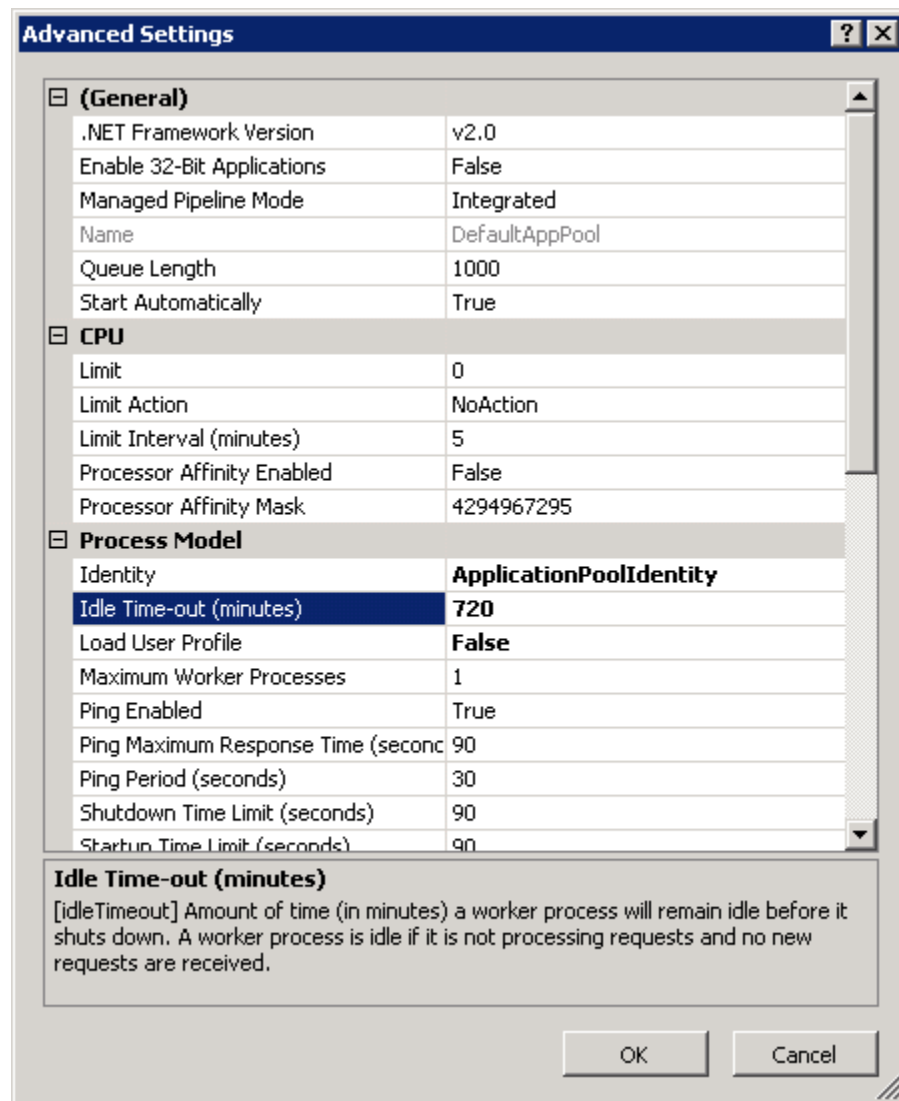 Advanced Settings
(General)
.NET Framework Version v2.0
Enable 32-Bit Applications False
Managed Pipeline Mode Integrated
Name DefaultAppPool
Queue Length 1000
Start Automatically True
CPU
Limit 0
Limit Action NoAction
Limit Interval (minutes) 5
Processor Affinity Enabled False
Processor Affinity Mask 4294967295
Process Model
Identity ApplicationPoolIdentity
Idle Time-out (minutes) 720
Load User Profile False
Maximum Worker Processes 1
Ping Enabled True
Ping Maximum Response Time (secon 90
Ping Period (seconds) 30
Shutdown Time Limit (seconds) 90
Startup Time Limit (seconds) 90
Idle Time-out (minutes)
[idleTimeout] Amount of time (in minutes) a worker process will remain idle before it
shuts down. A worker process is idle if it is not processing requests and no new
requests are received.
OK Cancel